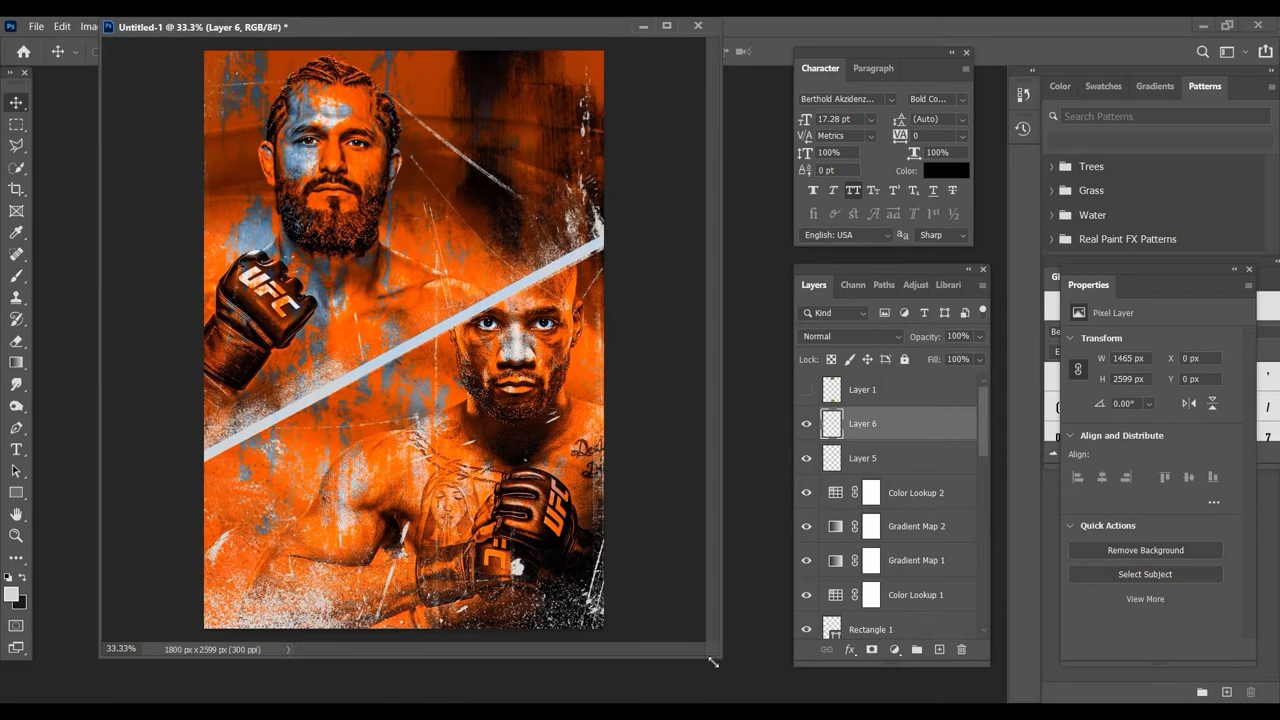 Ps File Edit Ima
Ps Untitled-1 @ 33.3% (Layer 6, RGB/8#) *
UFC
UFC
33.33% 1800 px x 2599 px (300 ppi)
Character Paragraph
Berthold Akzidenz... Bold Co...
17.28 pt (Auto)
Metrics 0
100% 100%
0 pt Color:
English: USA Sharp
Layers Chann Paths Adjust Librari
Kind
Normal Opacity: 100%
Lock: Fill: 100%
Layer 1
Layer 6
Layer 5
Color Lookup 2
Gradient Map 2
Gradient Map 1
Color Lookup 1
Rectangle 1
fx
Color Swatches Gradients Patterns
Search Patterns
Trees
Grass
Water
Real Paint FX Patterns
Properties
Pixel Layer
Transform
W 1465 px X 0 px
H 2599 px Y 0 px
0.00°
Align and Distribute
Align:
Quick Actions
Remove Background
Select Subject
View More